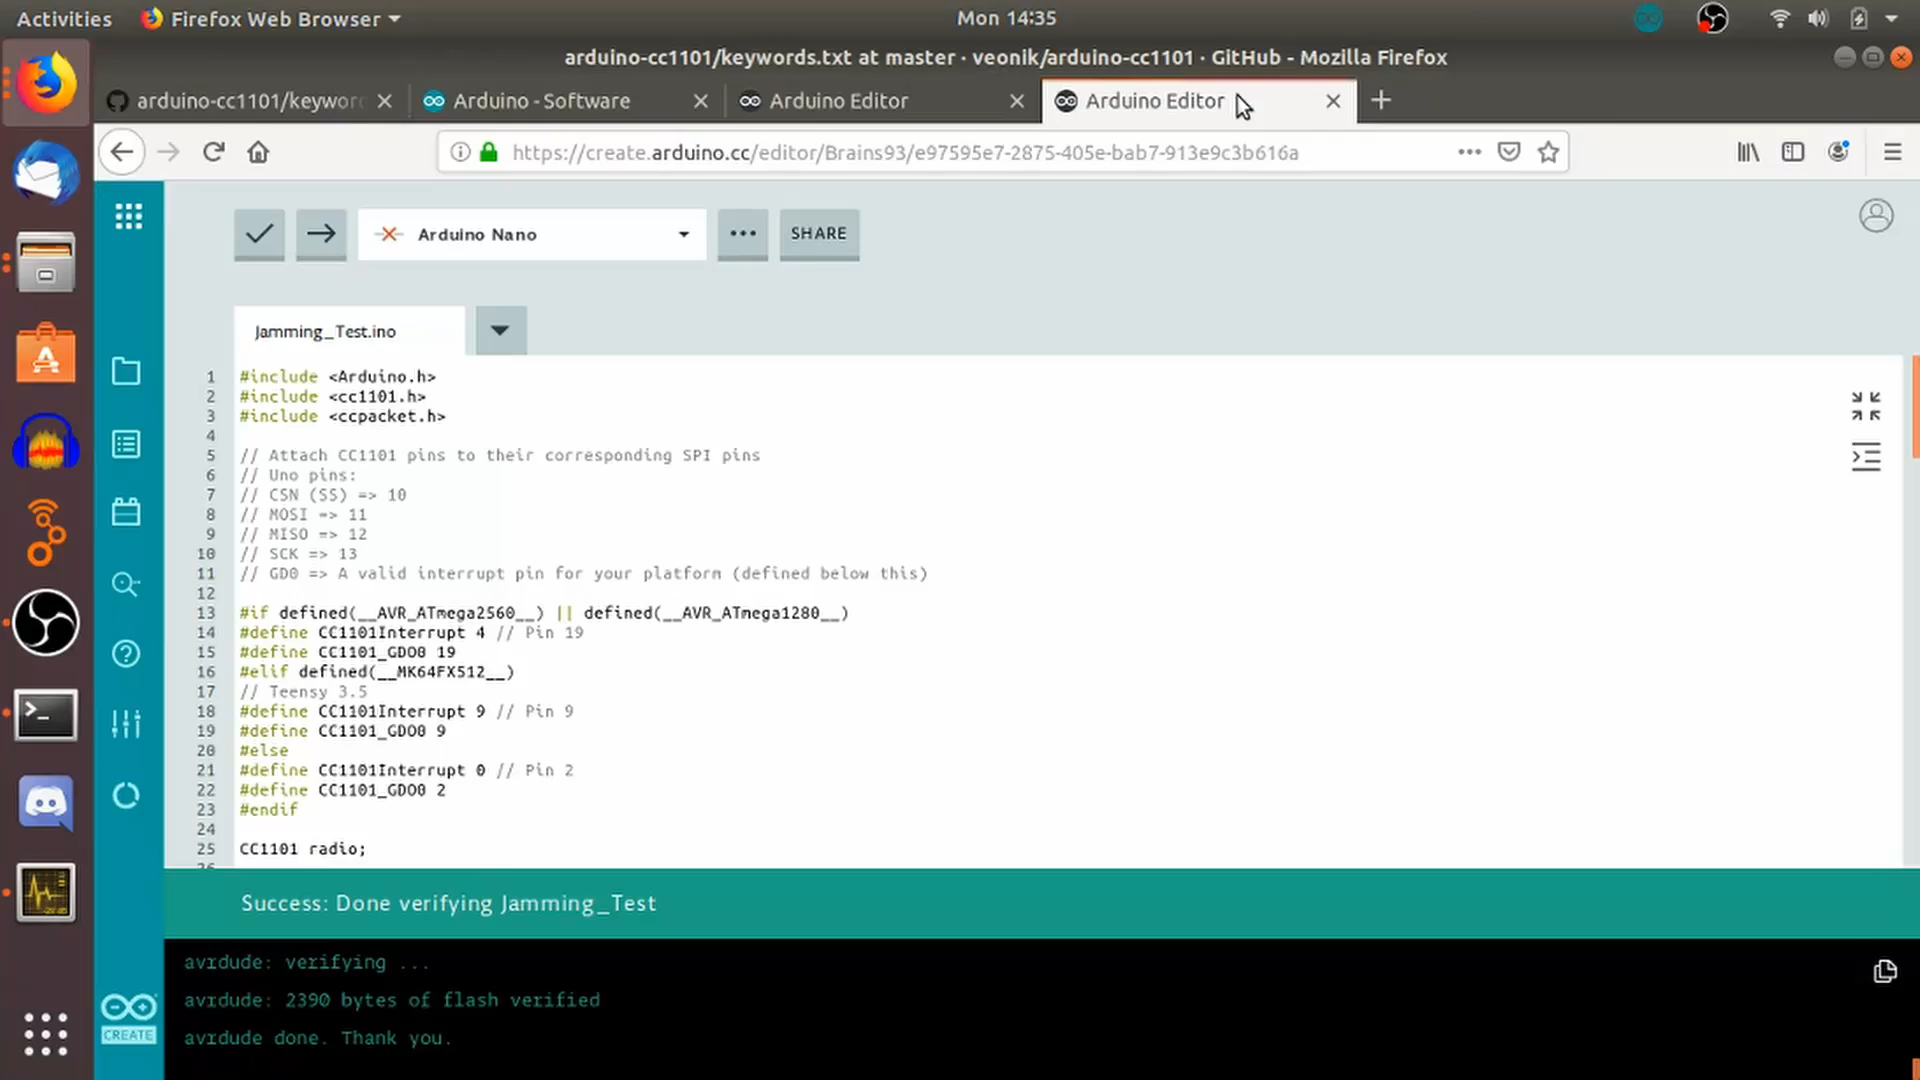 Activities
Firefox Web Browser
Mon 14:35
arduino-cc1101/keywords.txt at master · veonik/arduino-cc1101 · GitHub - Mozilla Firefox
arduino-cc1101/keywor
Arduino - Software
Arduino Editor
Arduino Editor
https://create.arduino.cc/editor/Brains93/e97595e7-2875-405e-bab7-913e9c3b616a
Arduino Nano
SHARE
Jamming_Test.ino
1 #include <Arduino.h>
2 #include <cc1101.h>
3 #include <ccpacket.h>
4
5 // Attach CC1101 pins to their corresponding SPI pins
6 // Uno pins:
7 // CSN (SS) => 10
8 // MOSI => 11
9 // MISO => 12
10 // SCK => 13
11 // GD0 => A valid interrupt pin for your platform (defined below this)
12
13 #if defined(__AVR_ATmega2560__) || defined(__AVR_ATmega1280__)
14 #define CC1101Interrupt 4 // Pin 19
15 #define CC1101_GDO0 19
16 #elif defined(__MK64FX512__)
17 // Teensy 3.5
18 #define CC1101Interrupt 9 // Pin 9
19 #define CC1101_GDO0 9
20 #else
21 #define CC1101Interrupt 0 // Pin 2
22 #define CC1101_GDO0 2
23 #endif
24
25 CC1101 radio;
Success: Done verifying Jamming_Test
avrdude: verifying ...
avrdude: 2390 bytes of flash verified
avrdude done. Thank you.
CREATE